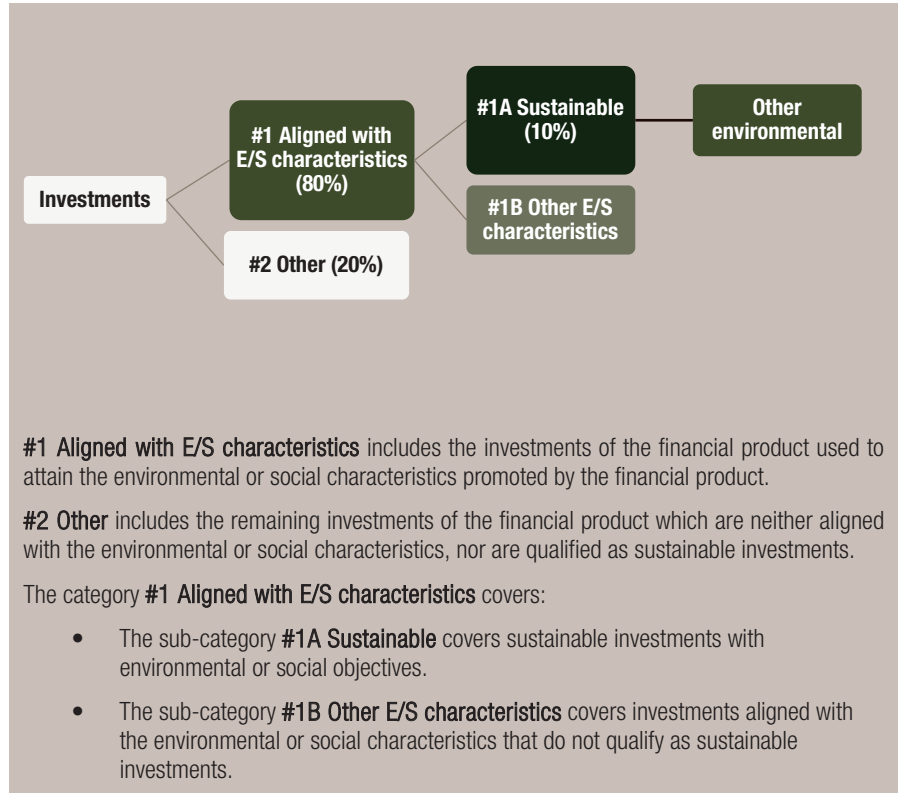 #1A Sustainable
(10%)
Other
environmental
#1 Aligned with
E/S characteristics
(80%)
Investments
#1B Other E/S
characteristics
#2 Other (20%)
#1 Aligned with E/S characteristics includes the investments of the financial product used to
attain the environmental or social characteristics promoted by the financial product.
#2 Other includes the remaining investments of the financial product which are neither aligned
with the environmental or social characteristics, nor are qualified as sustainable investments.
The category #1 Aligned with E/S characteristics covers:
• The sub-category #1A Sustainable covers sustainable investments with
environmental or social objectives.
• The sub-category #1B Other E/S characteristics covers investments aligned with
the environmental or social characteristics that do not qualify as sustainable
investments.